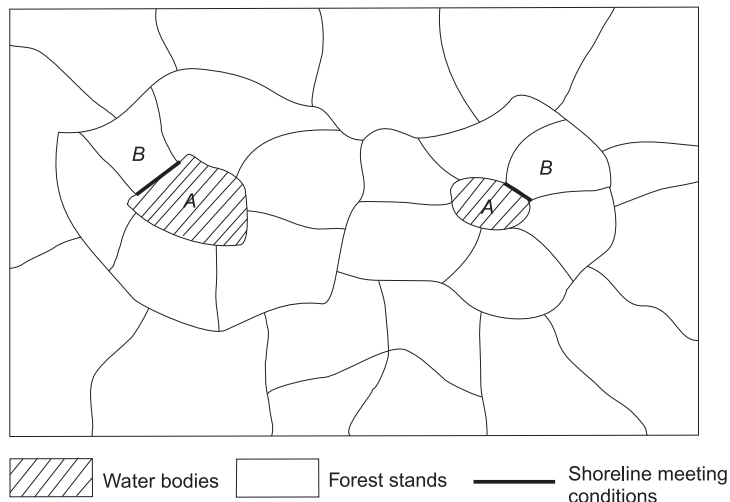 B
A
B
A
Water bodies
Forest stands
Shoreline meeting
conditions